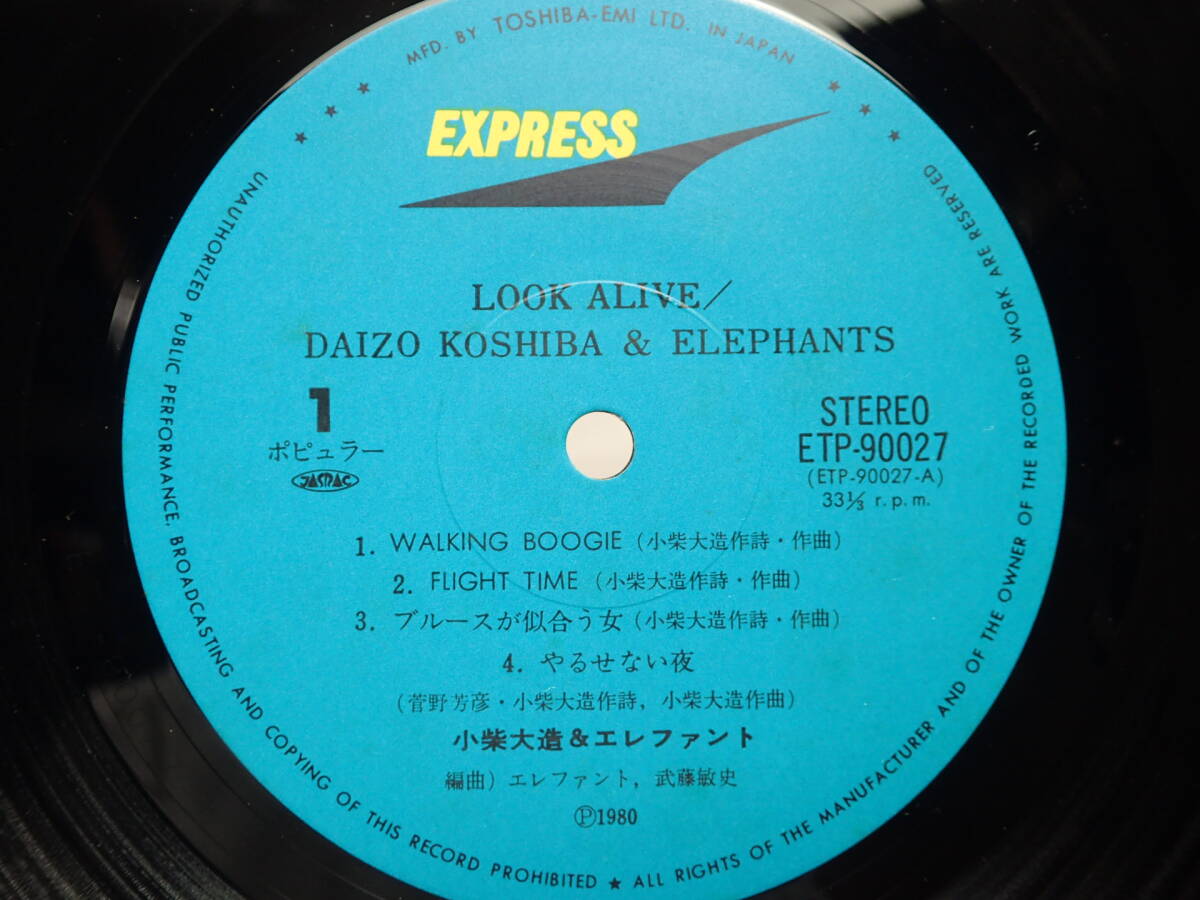 MFD. BY TOSHIBA-EMI LTD. IN JAPAN
EXPRESS
LOOK ALIVE／
DAIZO KOSHIBA & ELEPHANTS
1
ポピュラー
JASRAC
STEREO
ETP-90027
(ETP-90027-A)
33⅓ r.p.m.
1. WALKING BOOGIE (小柴大造作詩・作曲)
2. FLIGHT TIME (小柴大造作詩・作曲)
3. ブルースが似合う女 (小柴大造作詩・作曲)
4. やるせない夜
(菅野芳彦・小柴大造作詩, 小柴大造作曲)
小柴大造&エレファント
編曲) エレファント, 武藤敏史
Ⓟ1980
UNAUTHORIZED PUBLIC PERFORMANCE, BROADCASTING AND COPYING OF THIS RECORD PROHIBITED ★ ALL RIGHTS OF THE MANUFACTURER AND OF THE OWNER OF THE RECORDED WORK ARE RESERVED